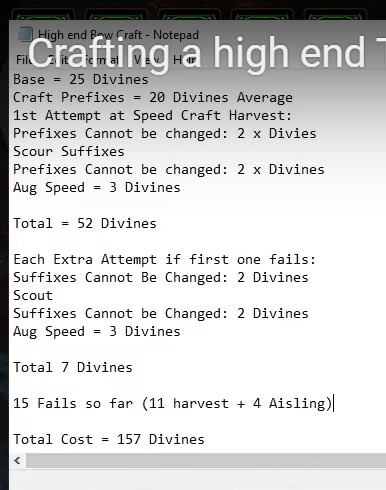 High end Bow Craft - Notepad
Crafting a high end
File Edit Format View Help
Base = 25 Divines
Craft Prefixes = 20 Divines Average
1st Attempt at Speed Craft Harvest:
Prefixes Cannot be changed: 2 x Divies
Scour Suffixes
Prefixes Cannot be changed: 2 x Divines
Aug Speed = 3 Divines
Total = 52 Divines
Each Extra Attempt if first one fails:
Suffixes Cannot Be Changed: 2 Divines
Scout
Suffixes Cannot be Changed: 2 Divines
Aug Speed = 3 Divines
Total 7 Divines
15 Fails so far (11 harvest + 4 Aisling)
Total Cost = 157 Divines